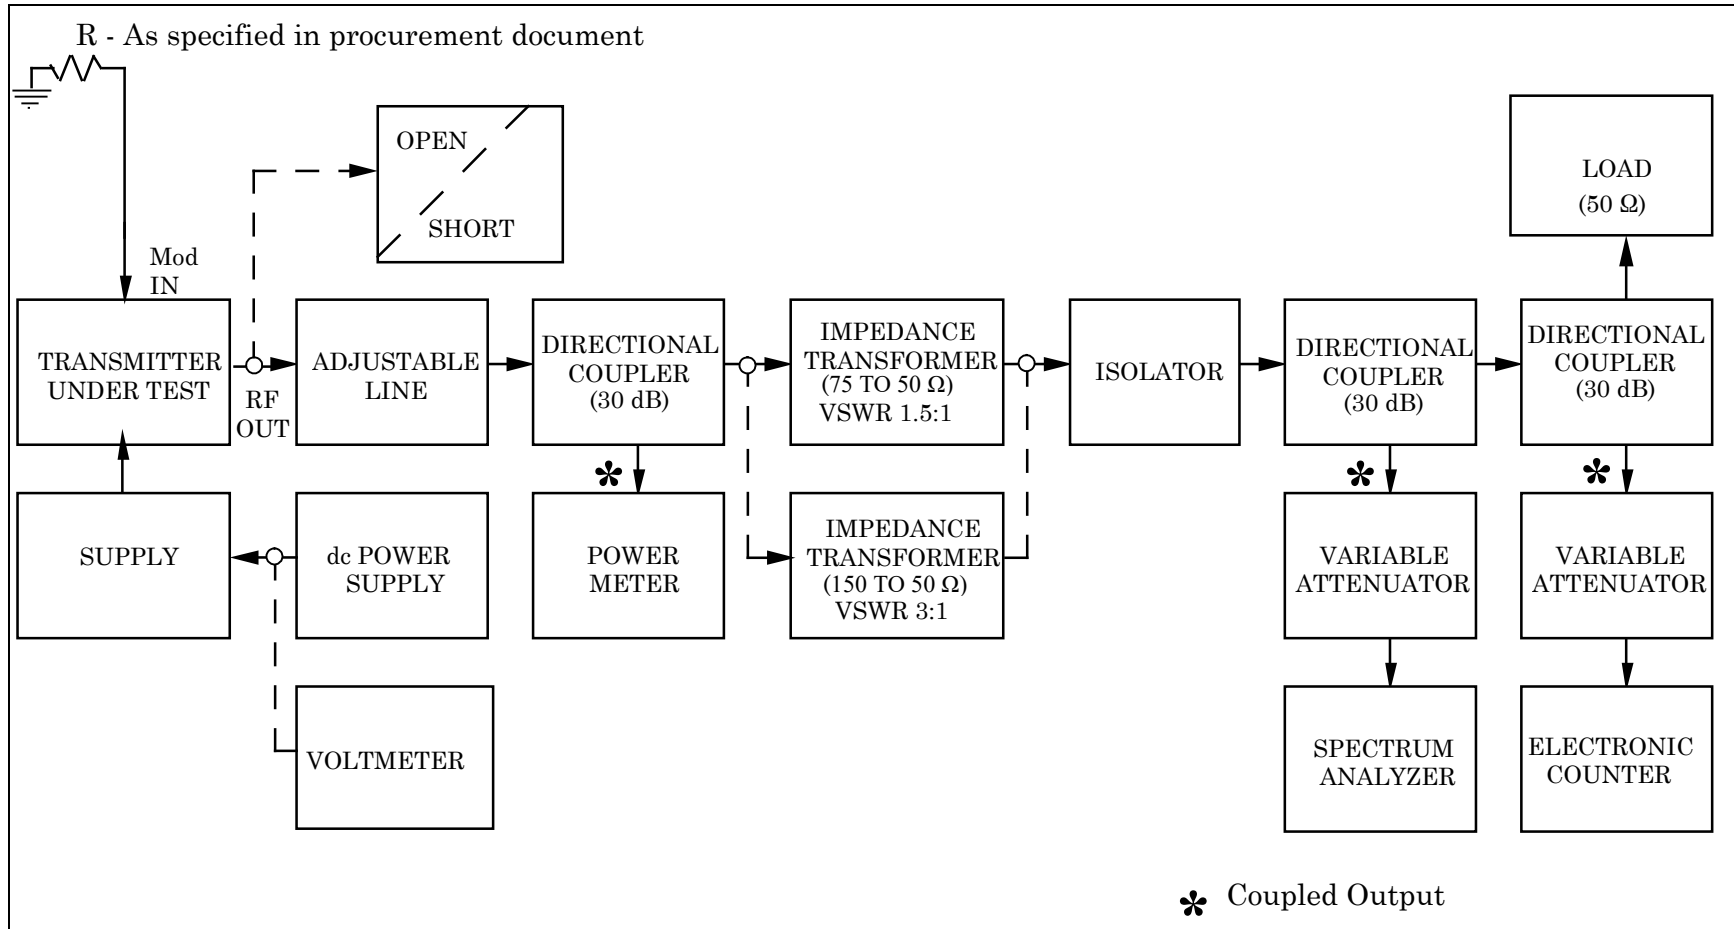 R - As specified in procurement document
OPEN
SHORT
LOAD
(50 Ω)
Mod
IN
TRANSMITTER
UNDER TEST
RF
OUT
ADJUSTABLE
LINE
DIRECTIONAL
COUPLER
(30 dB)
IMPEDANCE
TRANSFORMER
(75 TO 50 Ω)
VSWR 1.5:1
ISOLATOR
DIRECTIONAL
COUPLER
(30 dB)
DIRECTIONAL
COUPLER
(30 dB)
*
*
*
SUPPLY
dc POWER
SUPPLY
POWER
METER
IMPEDANCE
TRANSFORMER
(150 TO 50 Ω)
VSWR 3:1
VARIABLE
ATTENUATOR
VARIABLE
ATTENUATOR
VOLTMETER
SPECTRUM
ANALYZER
ELECTRONIC
COUNTER
* Coupled Output